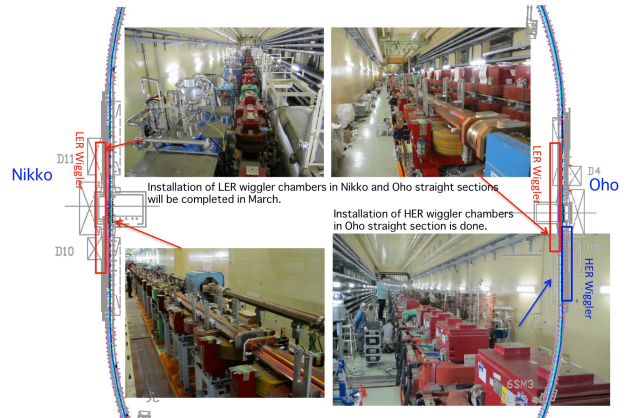 LER Wiggler
D11
Nikko
D10
Installation of LER wiggler chambers in Nikko and Oho straight sections
will be completed in March.
Installation of HER wiggler chambers
in Oho straight section is done.
LER Wiggler
D4
Oho
HER Wiggler
6SM3